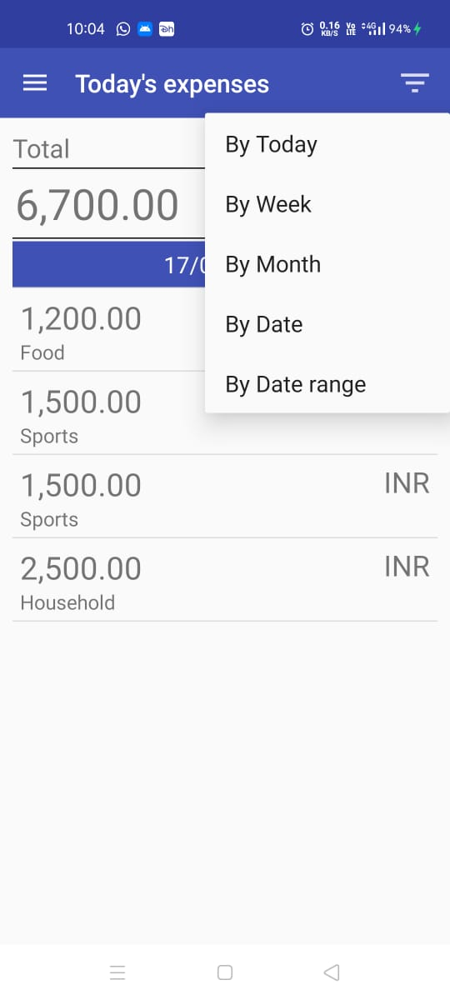 10:04 0.16 KB/S Vo LTE 4G 94%
Today's expenses
Total
By Today
6,700.00
By Week
17/0
By Month
1,200.00
Food
By Date
1,500.00
Sports
By Date range
1,500.00 INR
Sports
2,500.00 INR
Household